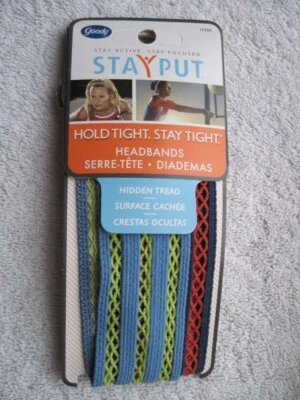 Goody
STAY ACTIVE. STAY FOCUSED.
STAYPUT
HOLD TIGHT. STAY TIGHT.
HEADBANDS
SERRE-TÊTE • DIADEMAS
HIDDEN TREAD
SURFACE CACHÉE
CRESTAS OCULTAS